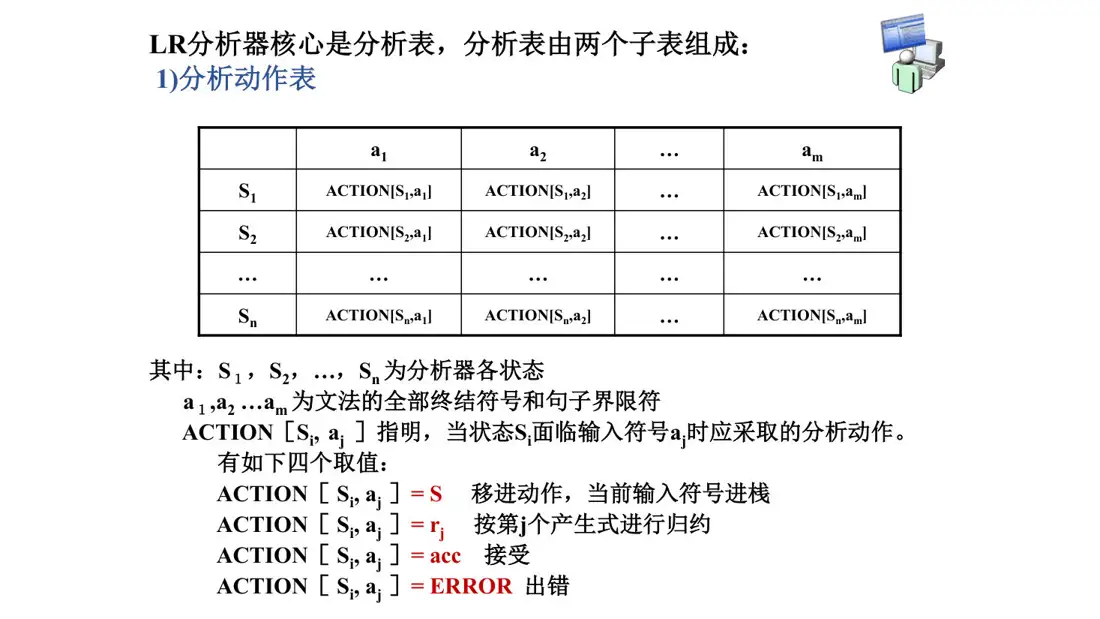 LR分析器核心是分析表，分析表由两个子表组成：
1)分析动作表
a1 a2 … am
S1 ACTION[S1,a1] ACTION[S1,a2] … ACTION[S1,am]
S2 ACTION[S2,a1] ACTION[S2,a2] … ACTION[S2,am]
… … … … …
Sn ACTION[Sn,a1] ACTION[Sn,a2] … ACTION[Sn,am]
其中：S１，S2，…，Sn为分析器各状态
a１,a2 …am为文法的全部终结符号和句子界限符
ACTION［Si, aj ］指明，当状态Si面临输入符号aj时应采取的分析动作。
有如下四个取值：
ACTION［ Si, aj ］= S 移进动作，当前输入符号进栈
ACTION［ Si, aj ］= rj 按第j个产生式进行归约
ACTION［ Si, aj ］= acc 接受
ACTION［ Si, aj ］= ERROR 出错